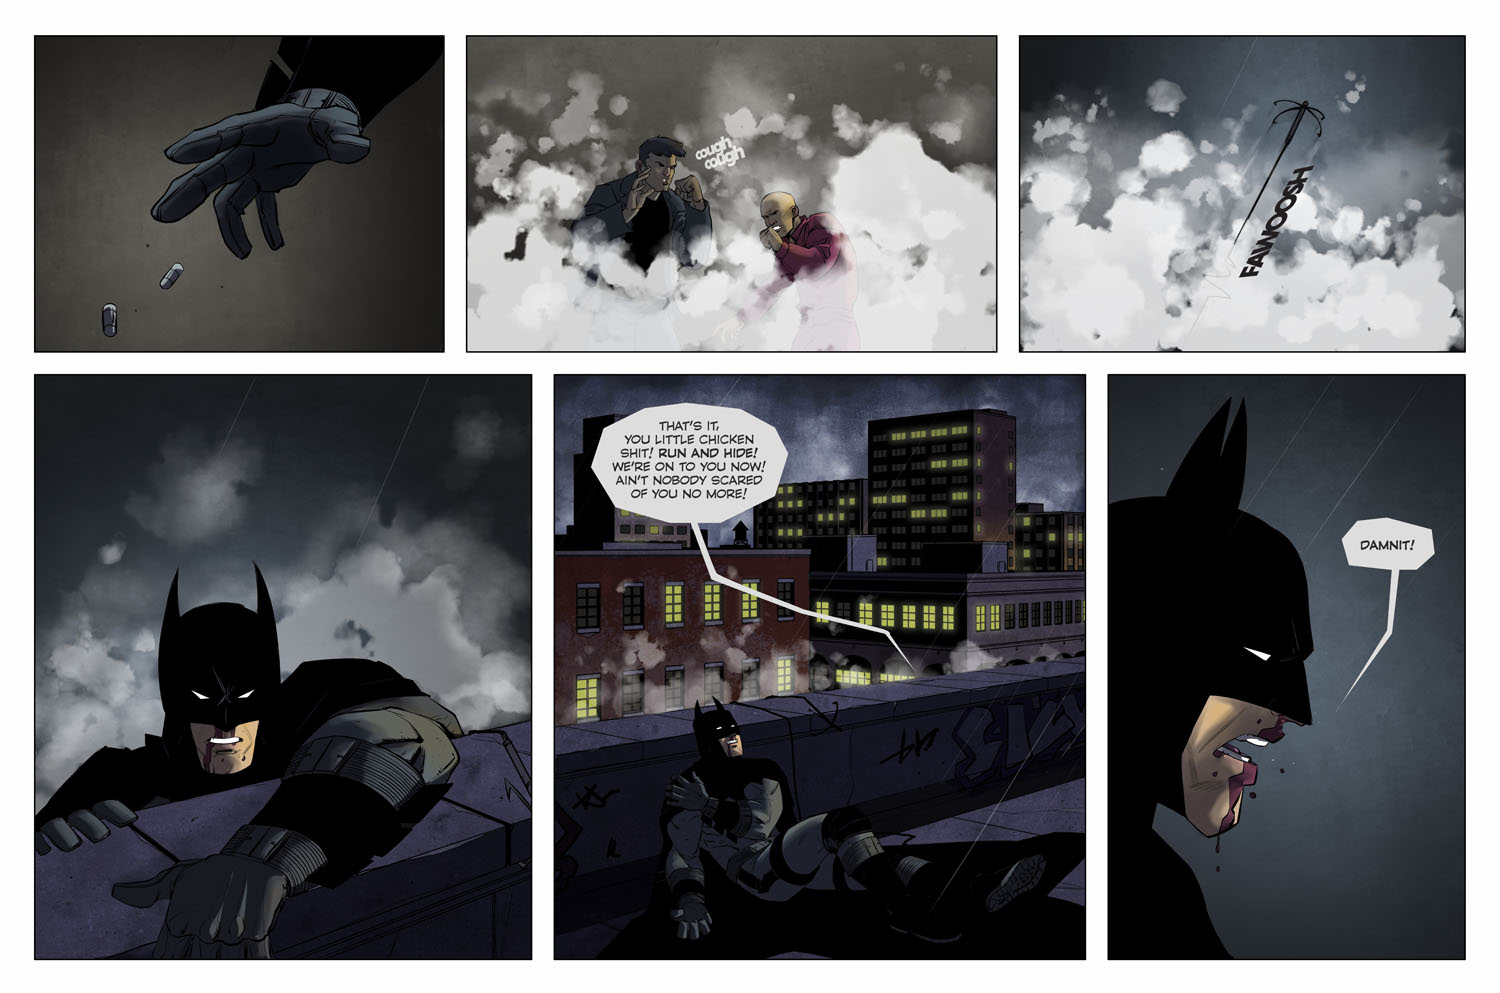 cough
cough
FAWOOSH
THAT'S IT,
YOU LITTLE CHICKEN
SHIT! RUN AND HIDE!
WE'RE ON TO YOU NOW!
AIN'T NOBODY SCARED
OF YOU NO MORE!
DAMNIT!